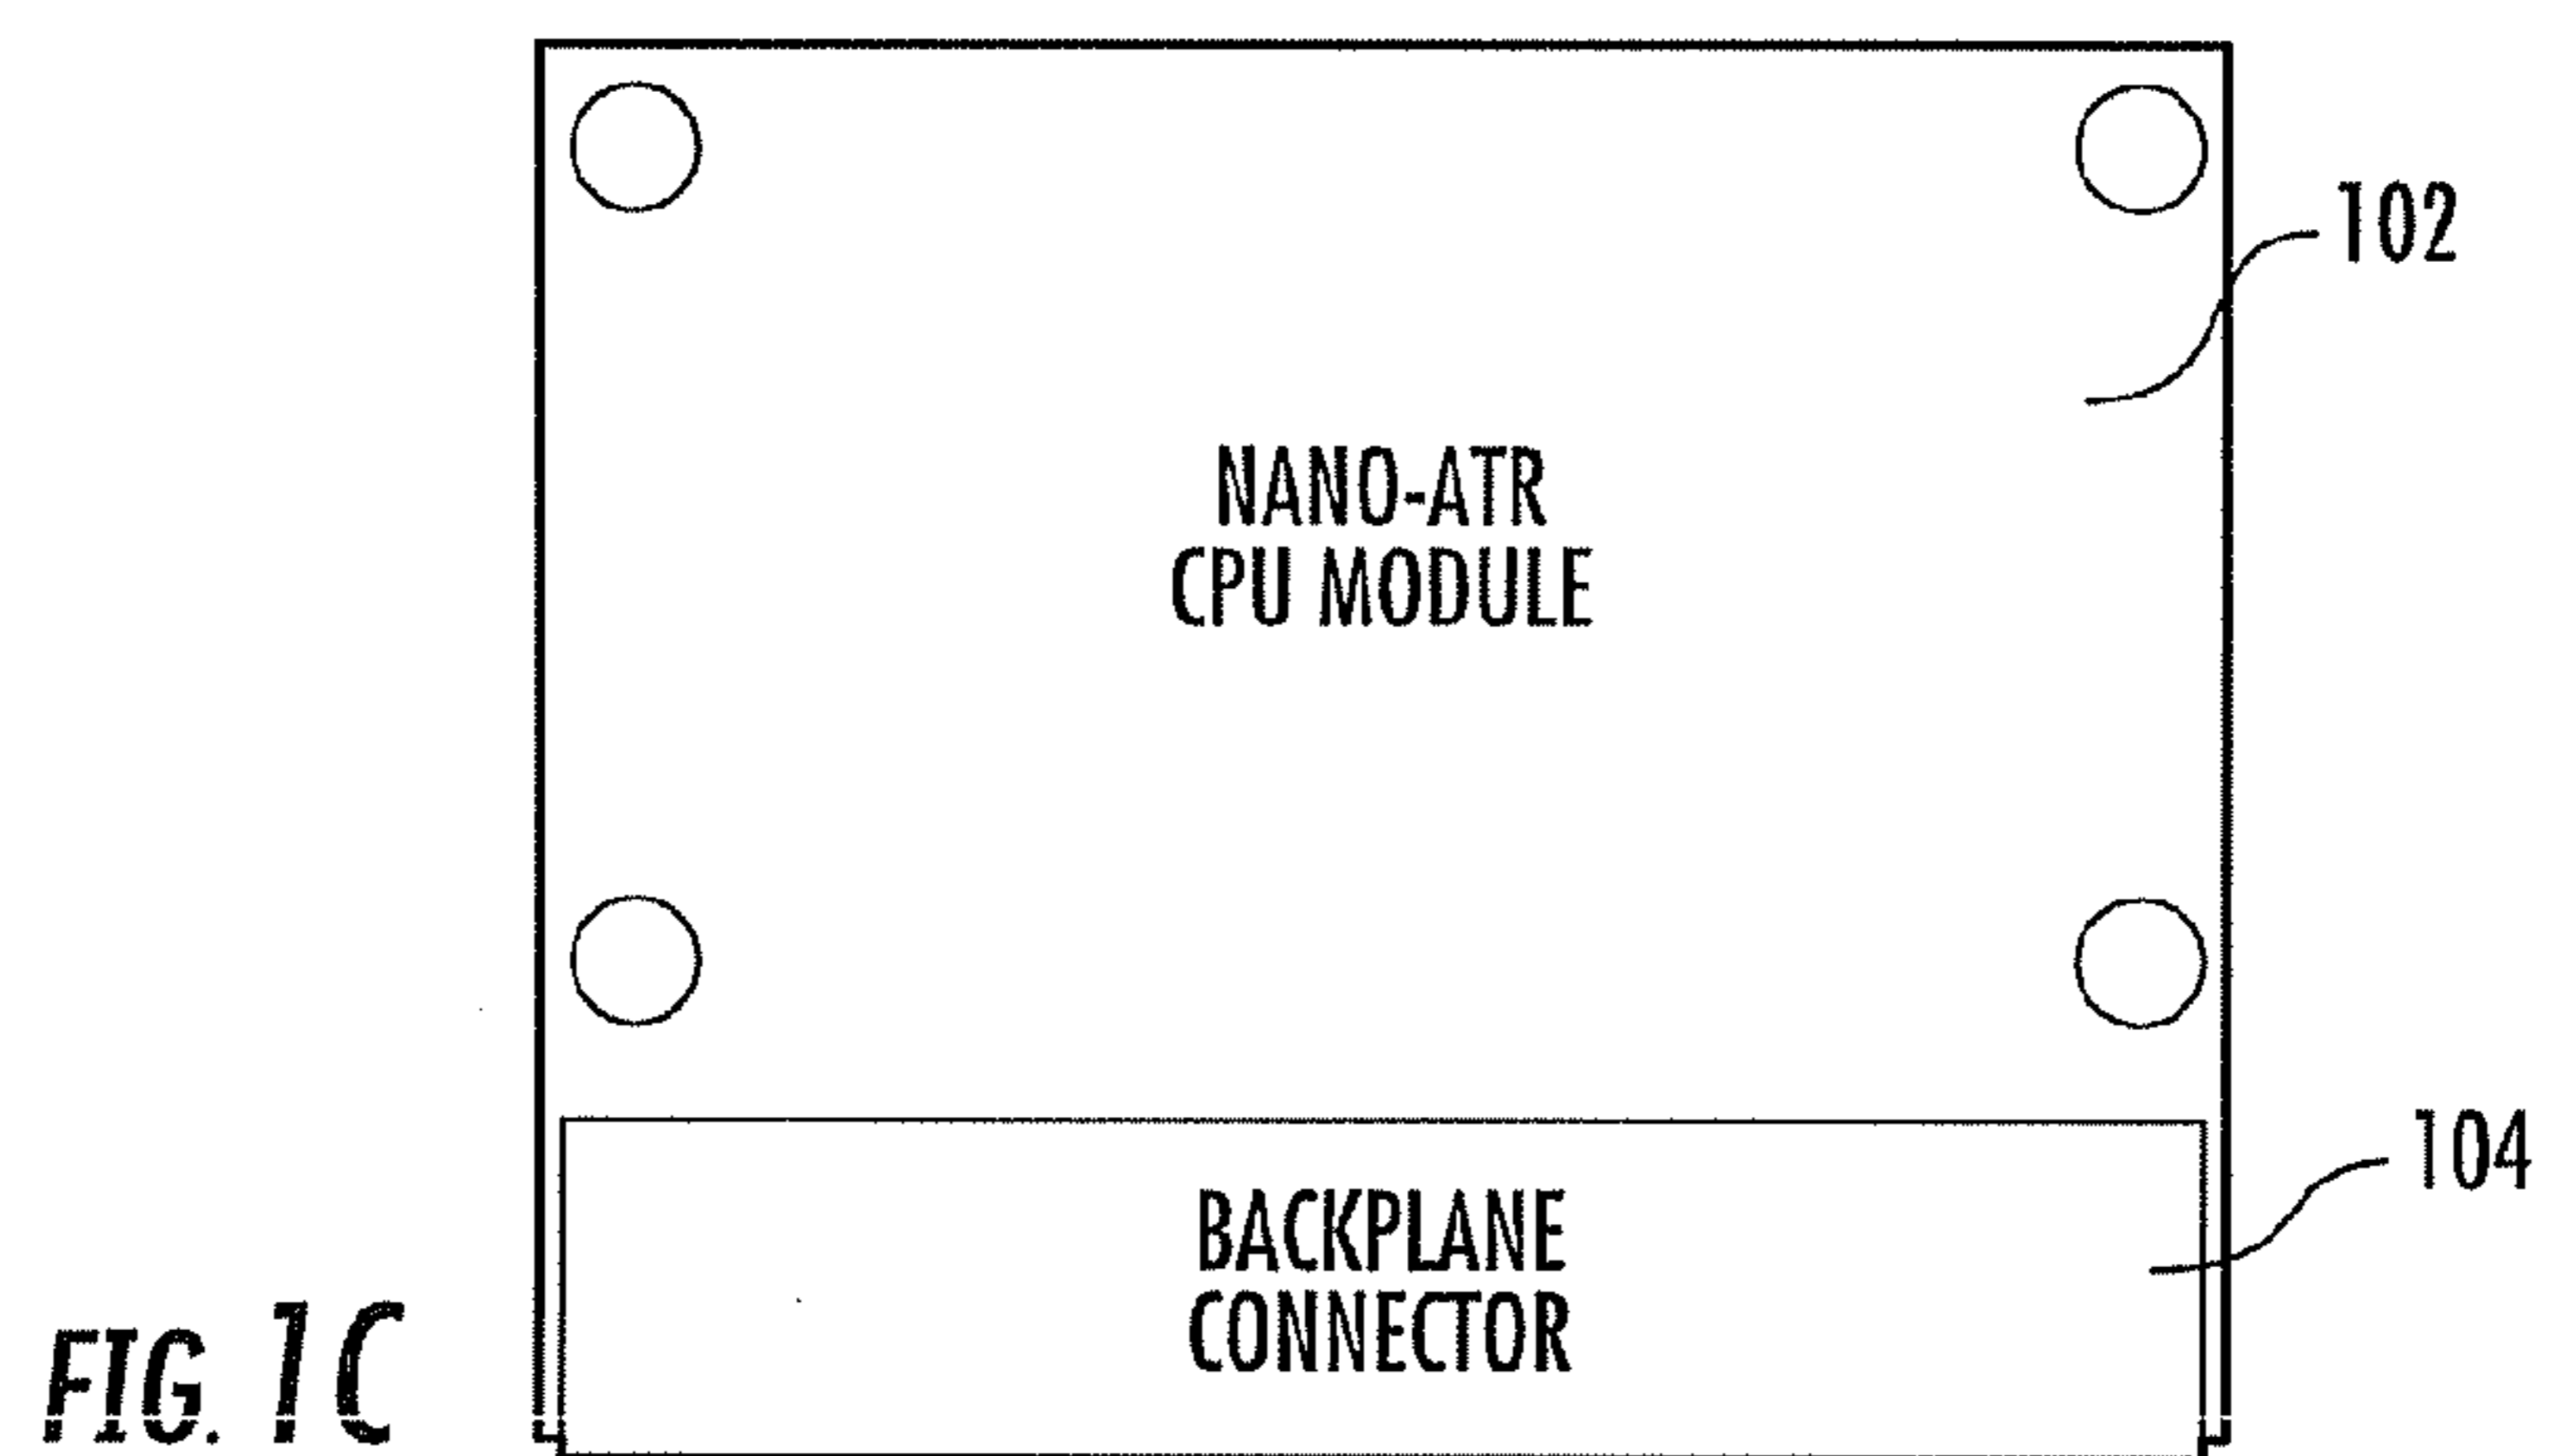 102
NANO-ATR
CPU MODULE
104
BACKPLANE
CONNECTOR
FIG. 1C